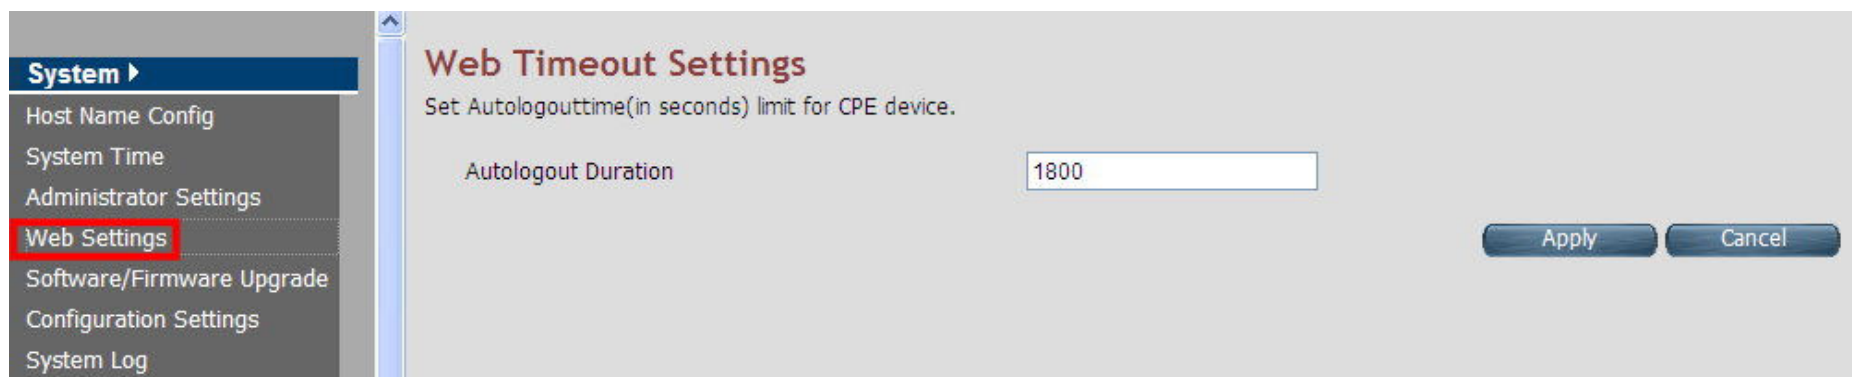 System
Host Name Config
System Time
Administrator Settings
Web Settings
Software/Firmware Upgrade
Configuration Settings
System Log
Web Timeout Settings
Set Autologouttime(in seconds) limit for CPE device.
Autologout Duration 1800
Apply Cancel